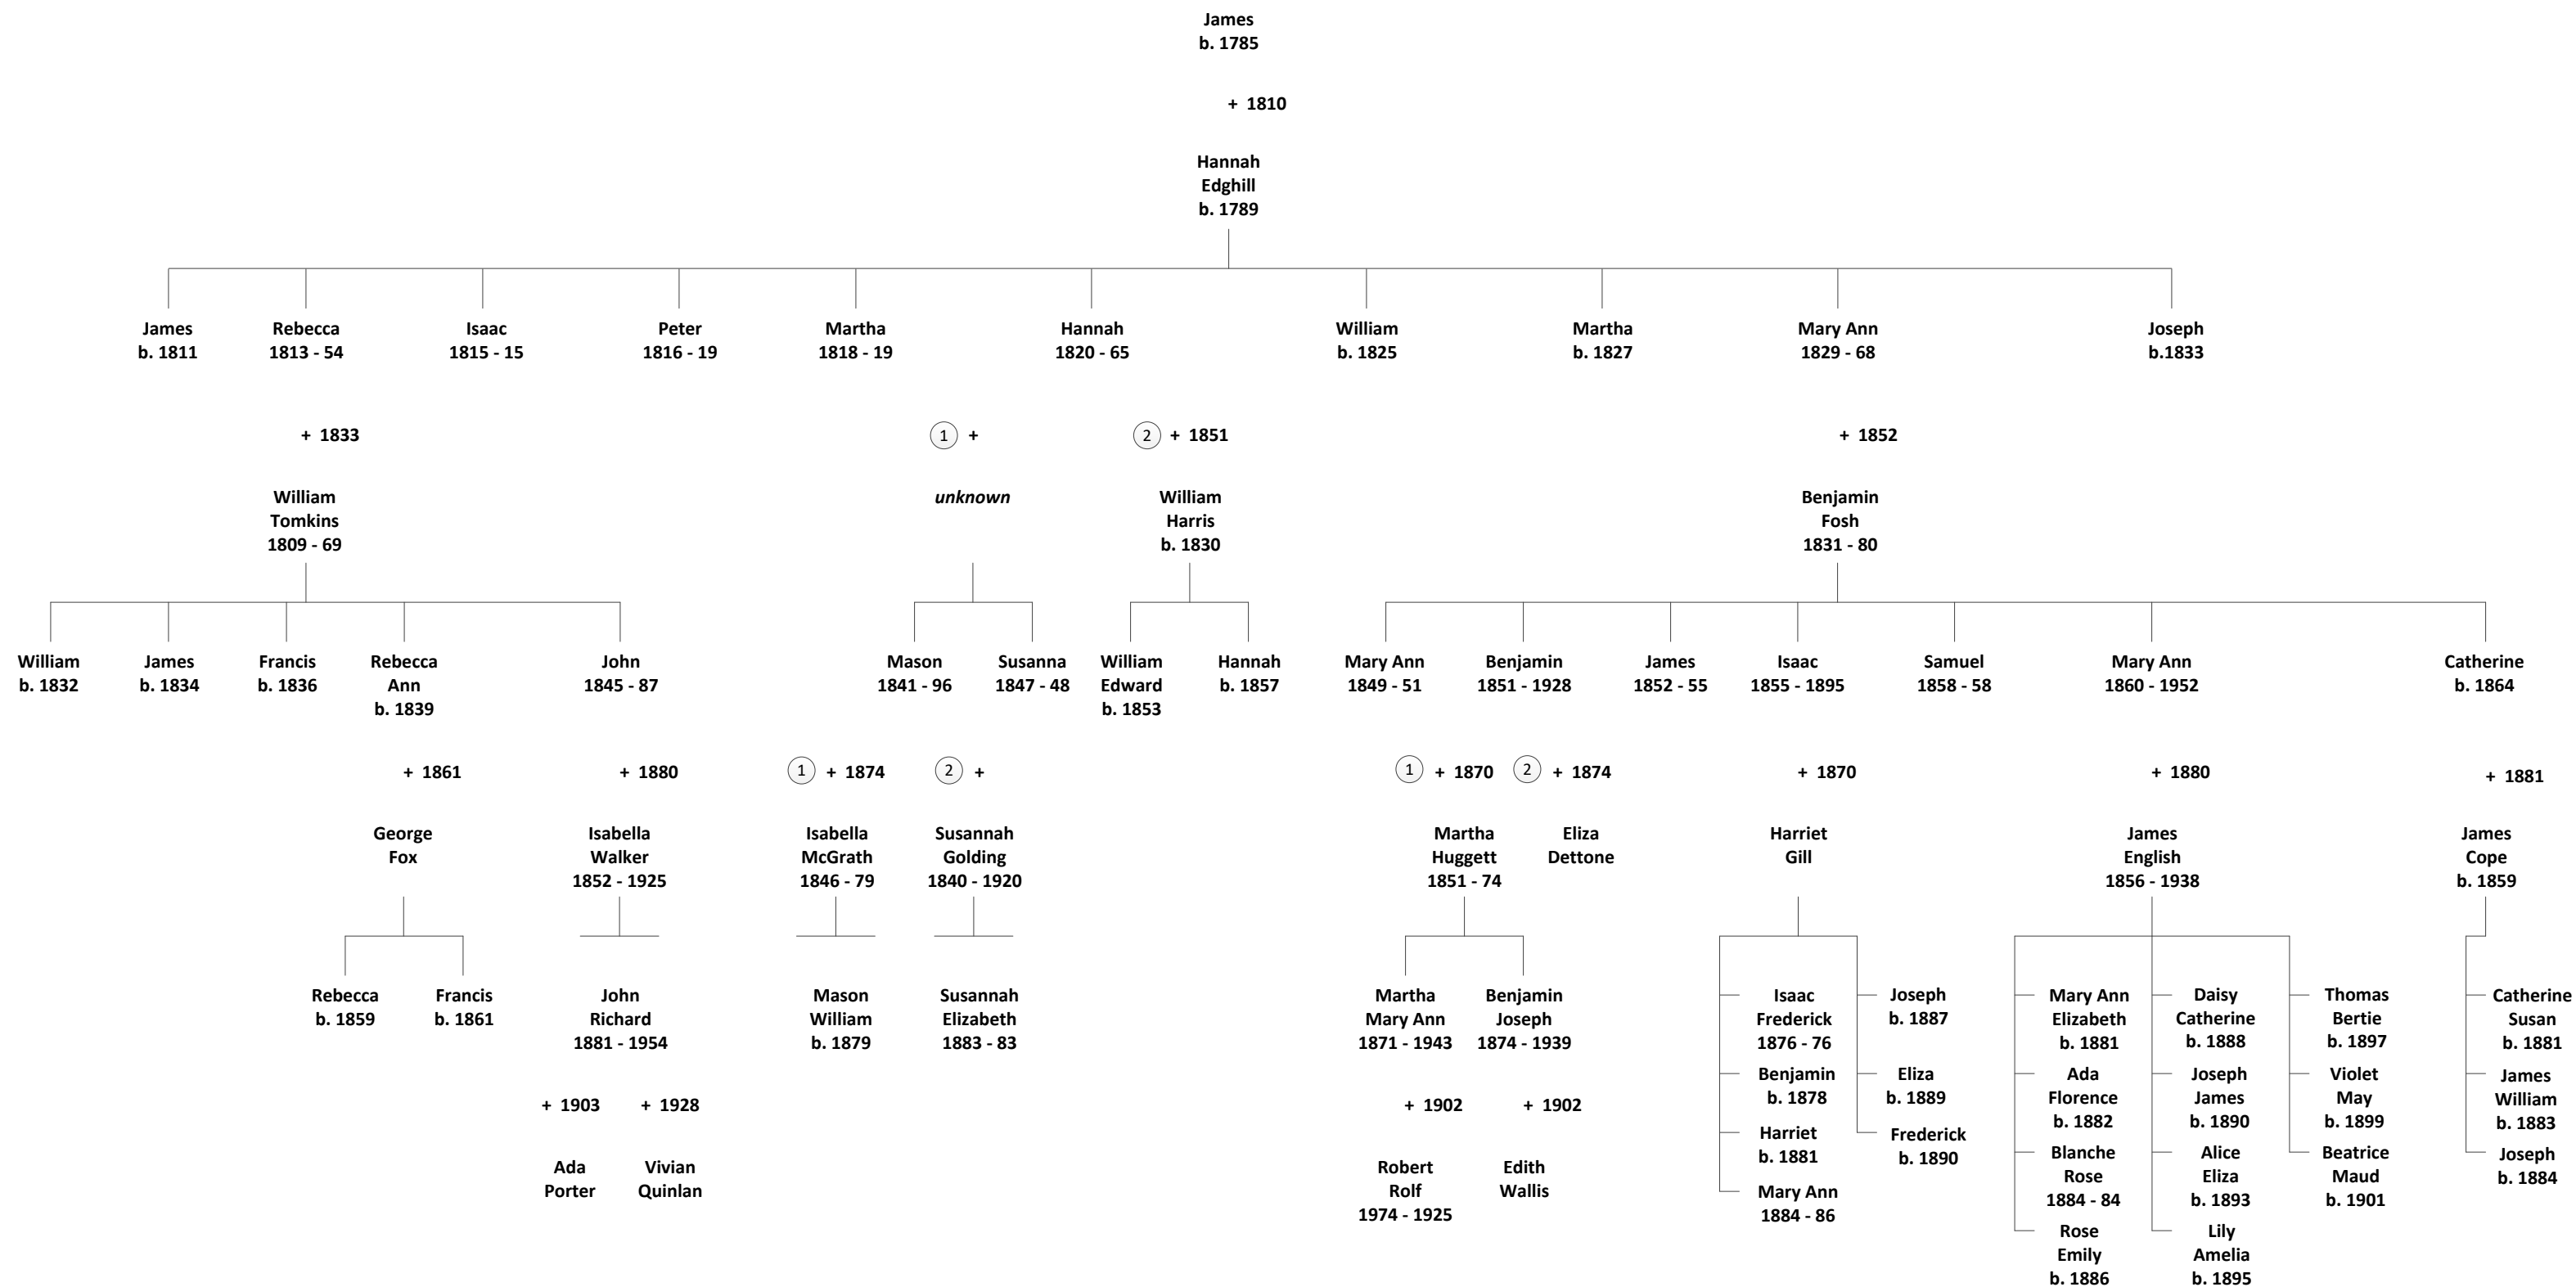 James
b. 1785
+ 1810
Hannah
Edghill
b. 1789
James
b. 1811
Rebecca
1813 - 54
Isaac
1815 - 15
Peter
1816 - 19
Martha
1818 - 19
Hannah
1820 - 65
William
b. 1825
Martha
b. 1827
Mary Ann
1829 - 68
Joseph
b.1833
+ 1833
1 +
2 + 1851
+ 1852
William
Tomkins
1809 - 69
unknown
William
Harris
b. 1830
Benjamin
Fosh
1831 - 80
William
b. 1832
James
b. 1834
Francis
b. 1836
Rebecca
Ann
b. 1839
John
1845 - 87
Mason
1841 - 96
Susanna
1847 - 48
William
Edward
b. 1853
Hannah
b. 1857
Mary Ann
1849 - 51
Benjamin
1851 - 1928
James
1852 - 55
Isaac
1855 - 1895
Samuel
1858 - 58
Mary Ann
1860 - 1952
Catherine
b. 1864
+ 1861
+ 1880
1 + 1874
2 +
1 + 1870
2 + 1874
+ 1870
+ 1880
+ 1881
George
Fox
Isabella
Walker
1852 - 1925
Isabella
McGrath
1846 - 79
Susannah
Golding
1840 - 1920
Martha
Huggett
1851 - 74
Eliza
Dettone
Harriet
Gill
James
English
1856 - 1938
James
Cope
b. 1859
Rebecca
b. 1859
Francis
b. 1861
John
Richard
1881 - 1954
Mason
William
b. 1879
Susannah
Elizabeth
1883 - 83
Martha
Mary Ann
1871 - 1943
Benjamin
Joseph
1874 - 1939
Isaac
Frederick
1876 - 76
Benjamin
b. 1878
Harriet
b. 1881
Mary Ann
1884 - 86
Joseph
b. 1887
Eliza
b. 1889
Frederick
b. 1890
Mary Ann
Elizabeth
b. 1881
Ada
Florence
b. 1882
Blanche
Rose
1884 - 84
Rose
Emily
b. 1886
Daisy
Catherine
b. 1888
Joseph
James
b. 1890
Alice
Eliza
b. 1893
Lily
Amelia
b. 1895
Thomas
Bertie
b. 1897
Violet
May
b. 1899
Beatrice
Maud
b. 1901
Catherine
Susan
b. 1881
James
William
b. 1883
Joseph
b. 1884
+ 1903
+ 1928
+ 1902
+ 1902
Ada
Porter
Vivian
Quinlan
Robert
Rolf
1974 - 1925
Edith
Wallis